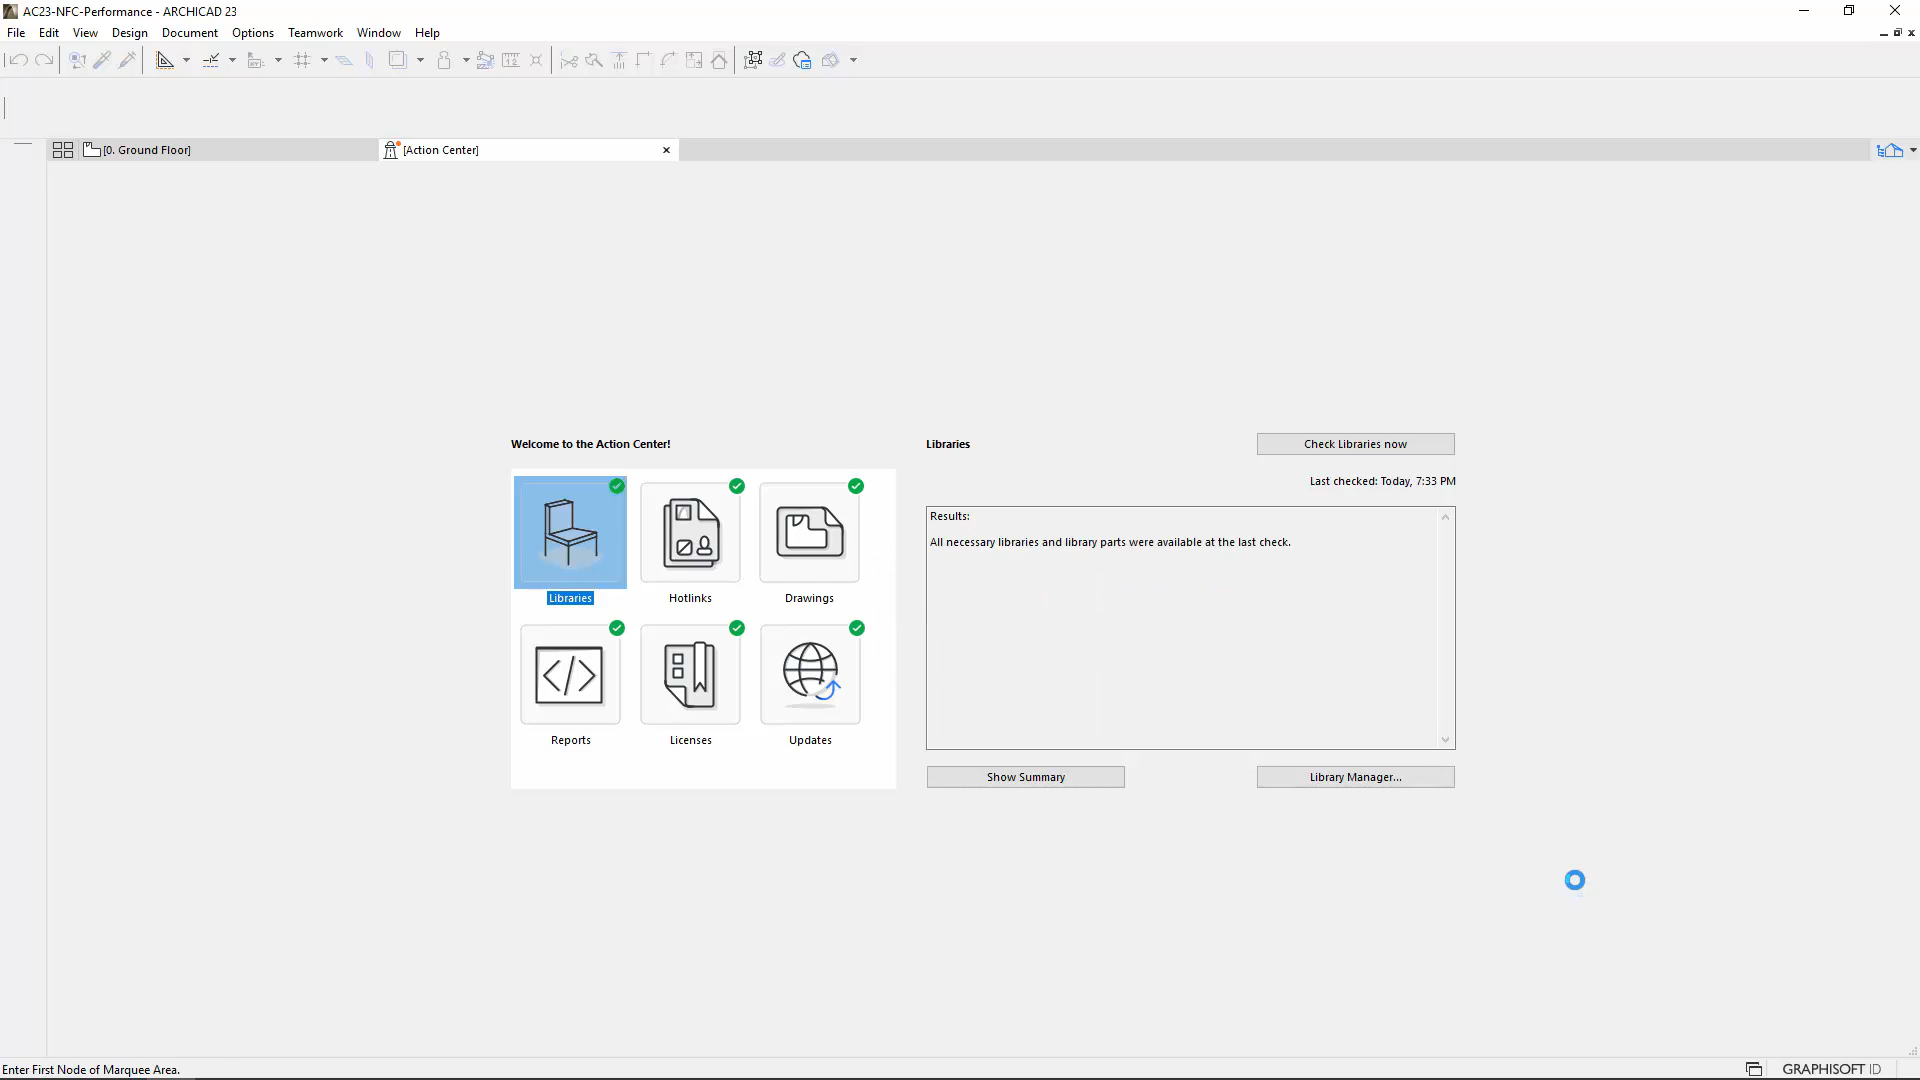 AC23-NFC-Performance - ARCHICAD 23
File Edit View Design Document Options Teamwork Window Help
[0. Ground Floor] [Action Center]
Welcome to the Action Center!
Libraries
Check Libraries now
Last checked: Today, 7:33 PM
Results:
All necessary libraries and library parts were available at the last check.
Libraries Hotlinks Drawings
Reports Licenses Updates
Show Summary Library Manager...
Enter First Node of Marquee Area.
GRAPHISOFT ID